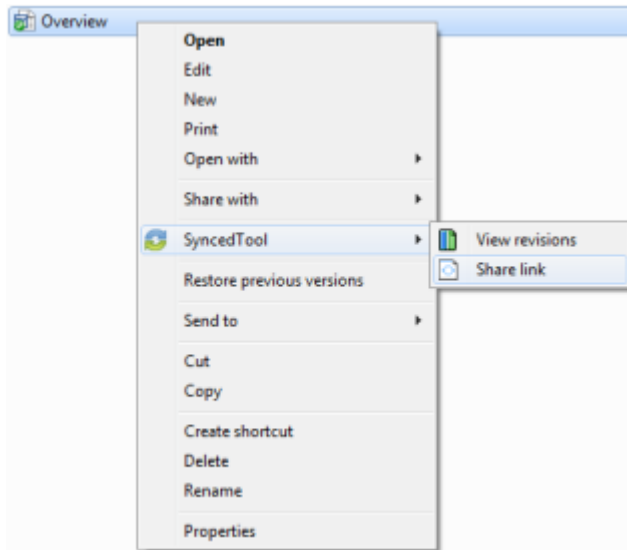 Overview
Open
Edit
New
Print
Open with
Share with
SyncedTool
View revisions
Share link
Restore previous versions
Send to
Cut
Copy
Create shortcut
Delete
Rename
Properties